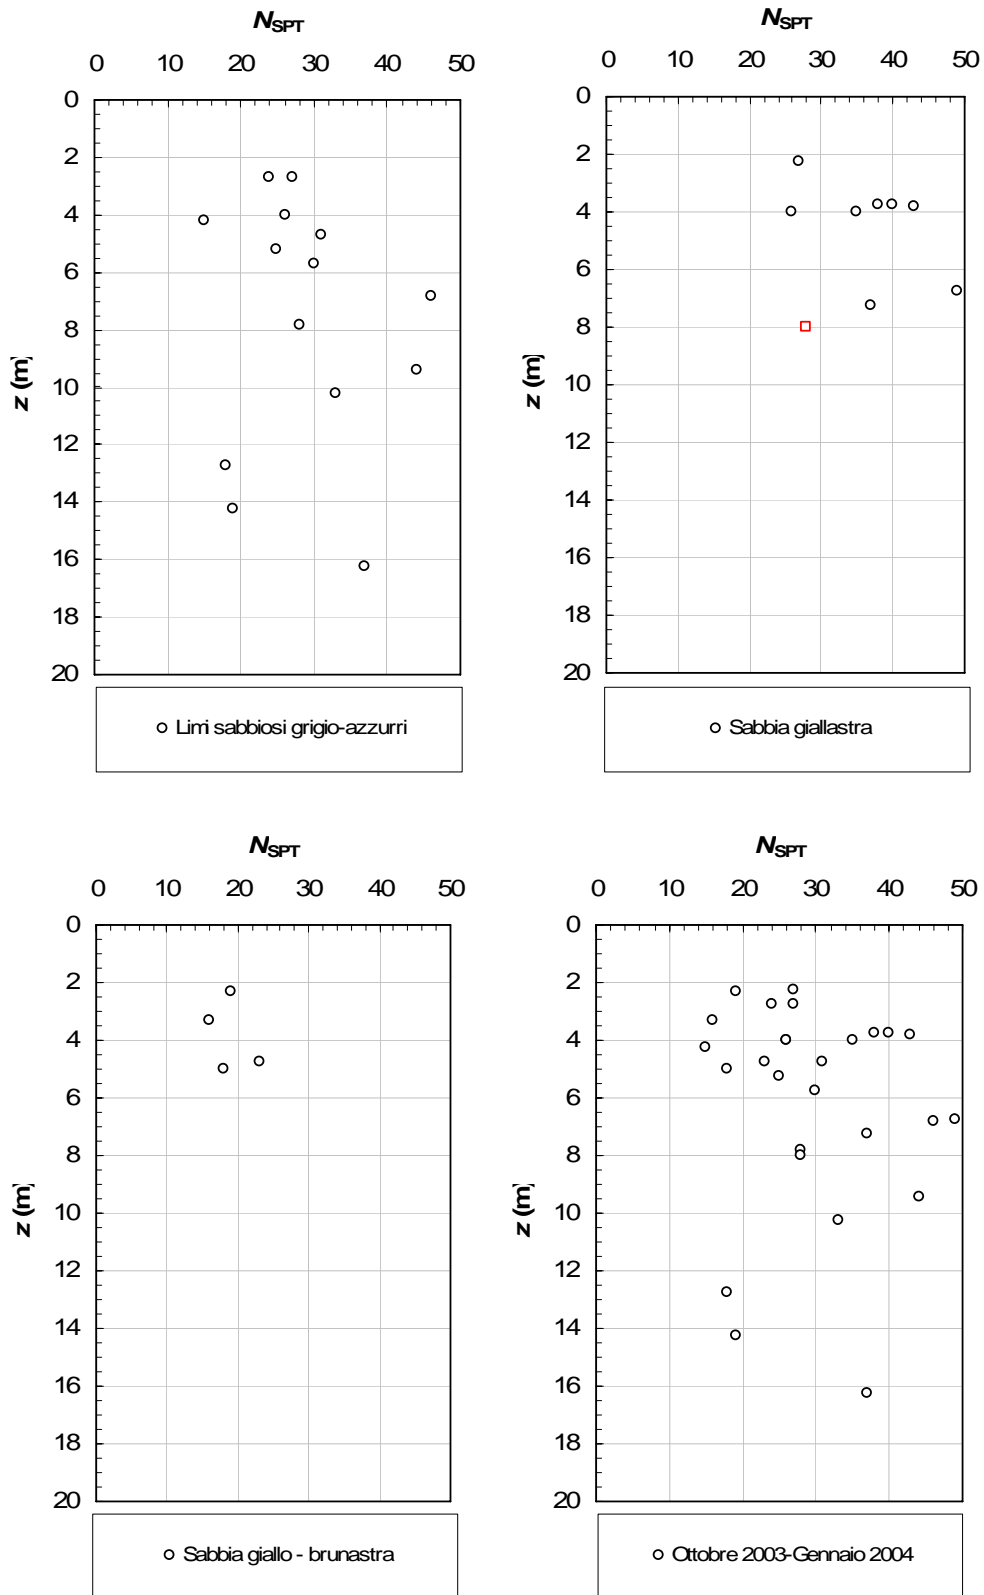 N_SPT
0 10 20 30 40 50
0
2
4
6
8
10
12
14
16
18
20
z (m)
Limi sabbiosi grigio-azzurri
N_SPT
0 10 20 30 40 50
0
2
4
6
8
10
12
14
16
18
20
z (m)
Sabbia giallastra
N_SPT
0 10 20 30 40 50
0
2
4
6
8
10
12
14
16
18
20
z (m)
Sabbia giallo - brunastra
N_SPT
0 10 20 30 40 50
0
2
4
6
8
10
12
14
16
18
20
z (m)
Ottobre 2003-Gennaio 2004